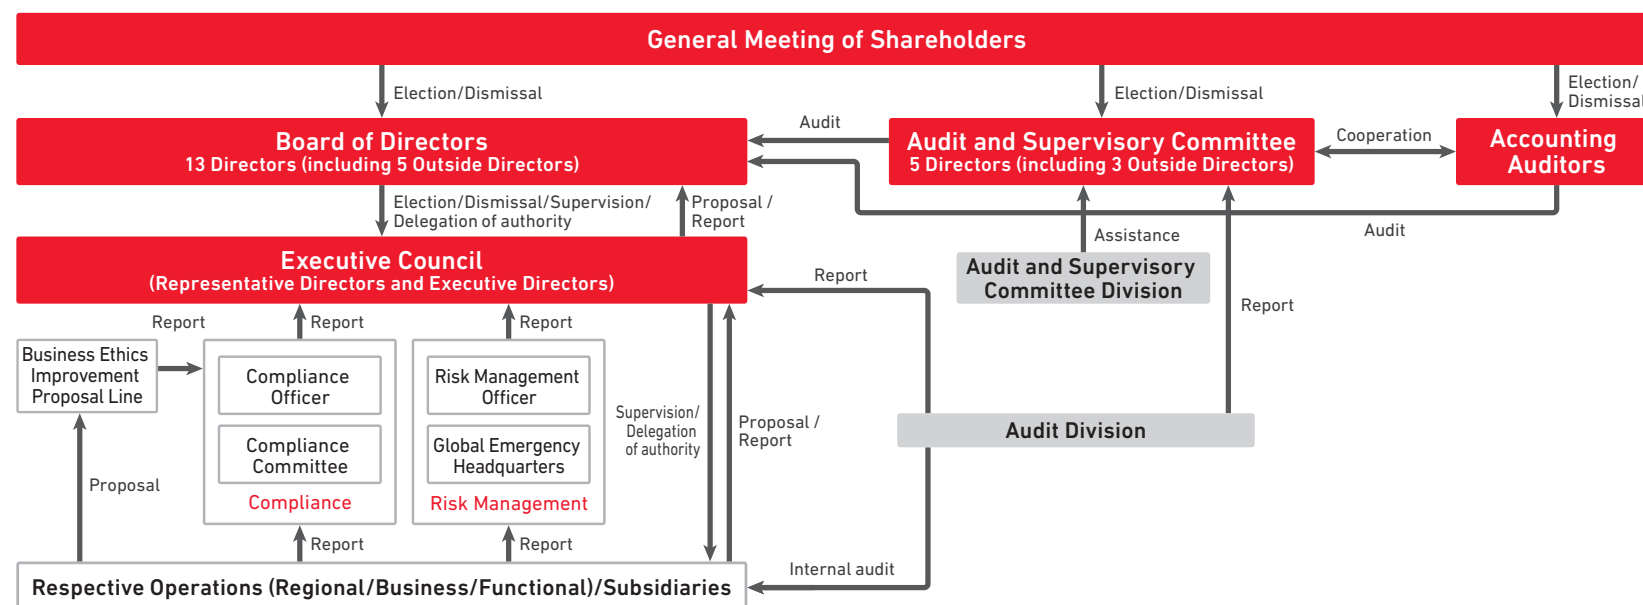 General Meeting of Shareholders
Election/Dismissal
Election/Dismissal
Election/
Dismissal
Board of Directors
13 Directors (including 5 Outside Directors)
Audit
Audit and Supervisory Committee
5 Directors (including 3 Outside Directors)
Cooperation
Accounting
Auditors
Election/Dismissal/Supervision/
Delegation of authority
Proposal /
Report
Assistance
Audit
Executive Council
(Representative Directors and Executive Directors)
Report
Audit and Supervisory
Committee Division
Report
Report
Report
Report
Business Ethics
Improvement
Proposal Line
Compliance
Officer
Compliance
Committee
Compliance
Risk Management
Officer
Global Emergency
Headquarters
Risk Management
Supervision/
Delegation
of authority
Proposal /
Report
Audit Division
Proposal
Report
Report
Internal audit
Respective Operations (Regional/Business/Functional)/Subsidiaries